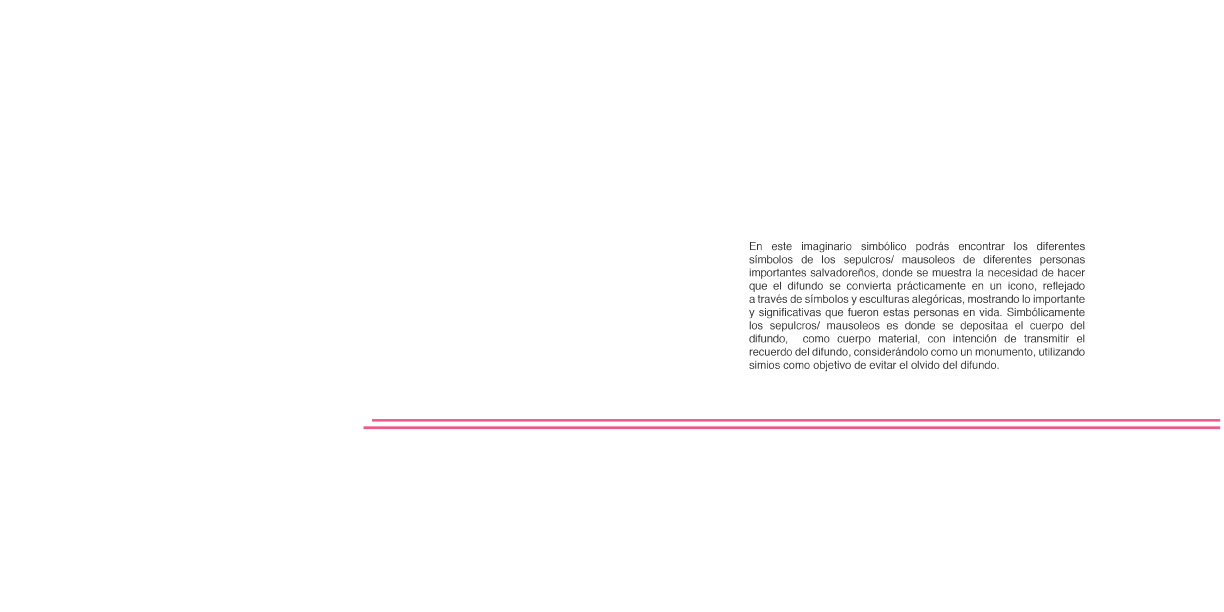 En este imaginario simbólico podrás encontrar los diferentes
símbolos de los sepulcros/ mausoleos de diferentes personas
importantes salvadoreños, donde se muestra la necesidad de hacer
que el difundo se convierta prácticamente en un icono, reflejado
a través de símbolos y esculturas alegóricas, mostrando lo importante
y significativas que fueron estas personas en vida. Simbólicamente
los sepulcros/ mausoleos es donde se depositaa el cuerpo del
difundo, como cuerpo material, con intención de transmitir el
recuerdo del difundo, considerándolo como un monumento, utilizando
simios como objetivo de evitar el olvido del difundo.